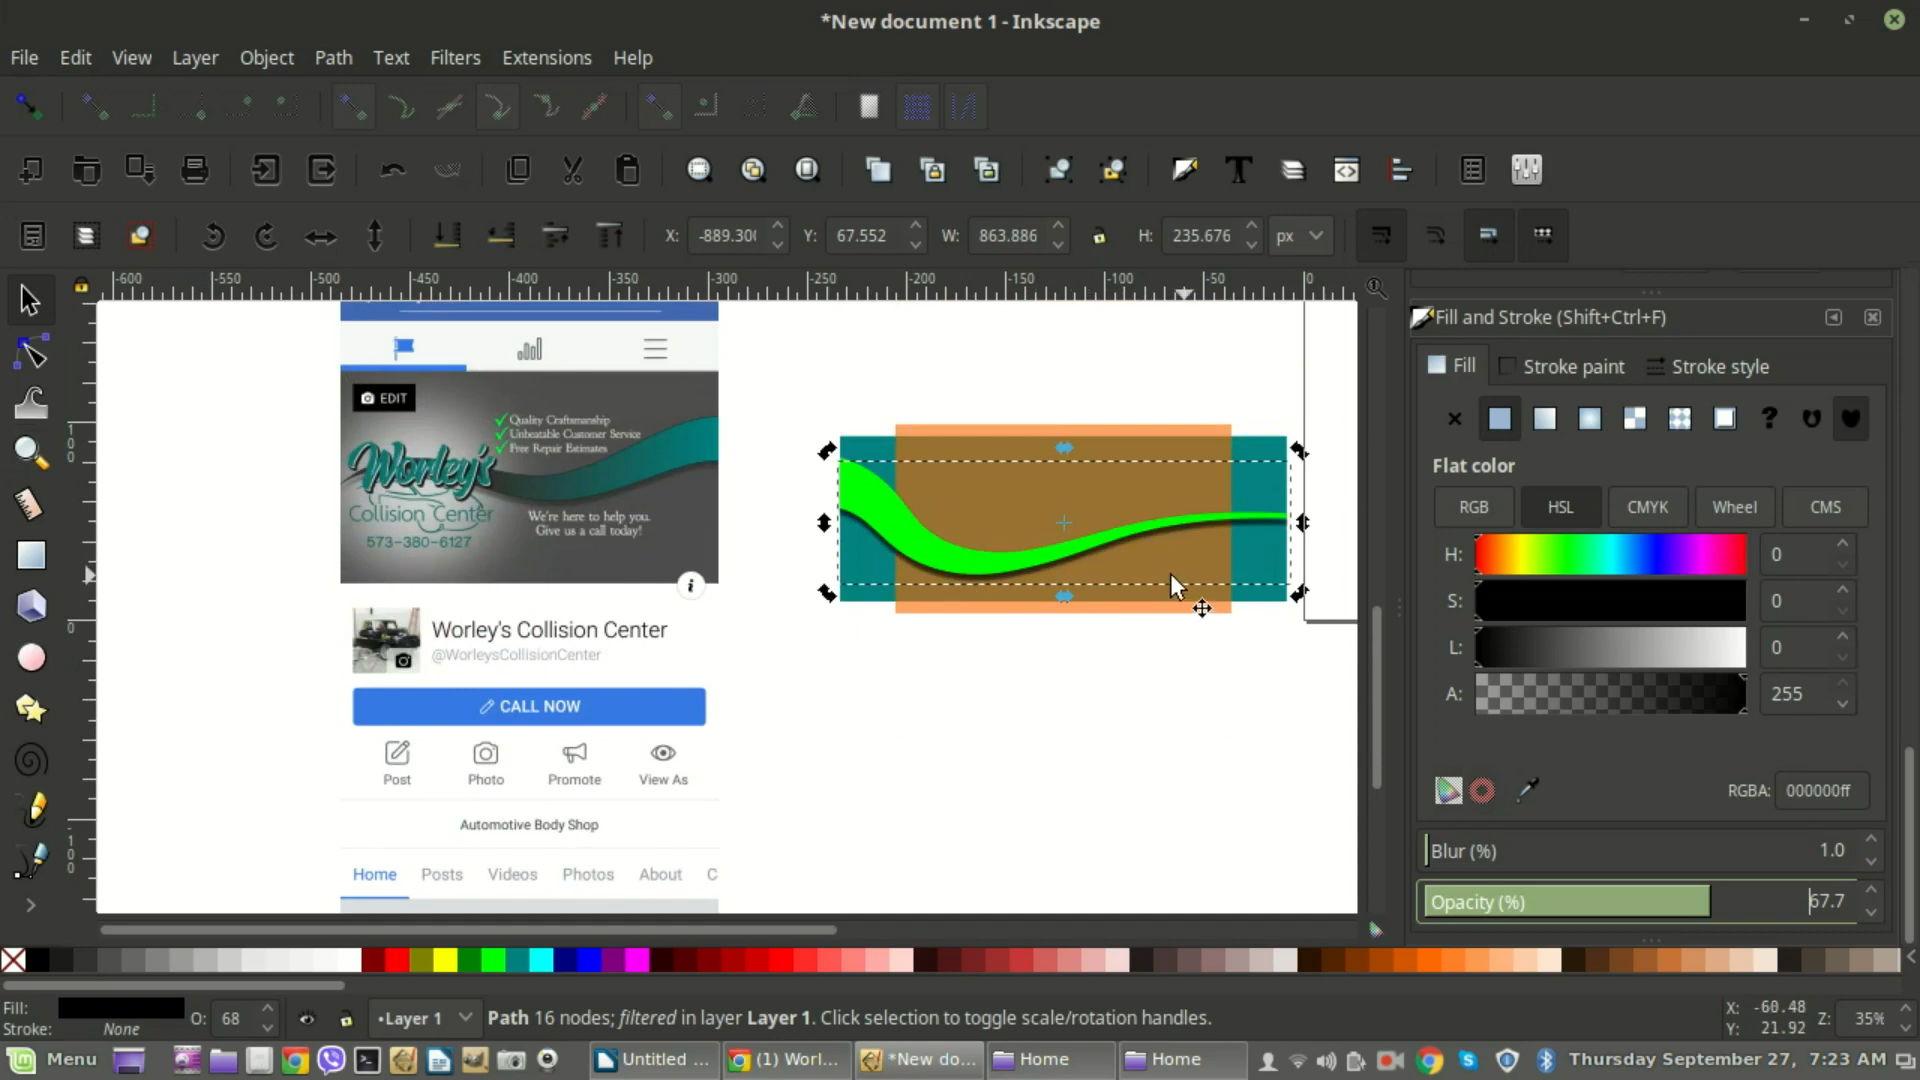 *New document 1 - Inkscape
File Edit View Layer Object Path Text Filters Extensions Help
X: -889.30 Y: 67.552 W: 863.886 H: 235.676 px
-600 -550 -500 -450 -400 -350 -300 -250 -200 -150 -100 -50 0
100
0
-100
EDIT
Quality Craftsmanship
Unbeatable Customer Service
Free Repair Estimates
Worley's
Collision Center
573-380-6127
We're here to help you.
Give us a call today!
Worley's Collision Center
@WorleysCollisionCenter
CALL NOW
Post Photo Promote View As
Automotive Body Shop
Home Posts Videos Photos About C
Fill and Stroke (Shift+Ctrl+F)
Fill Stroke paint Stroke style
Flat color
RGB HSL CMYK Wheel CMS
H: 0
S: 0
L: 0
A: 255
RGBA: 000000ff
Blur (%) 1.0
Opacity (%) 67.7
Fill:
Stroke: None
O: 68
•Layer 1
Path 16 nodes; filtered in layer Layer 1. Click selection to toggle scale/rotation handles.
X: -60.48
Y: 21.92
Z: 35%
Menu Untitled ... (1) Worl... *New do... Home Home Thursday September 27, 7:23 AM